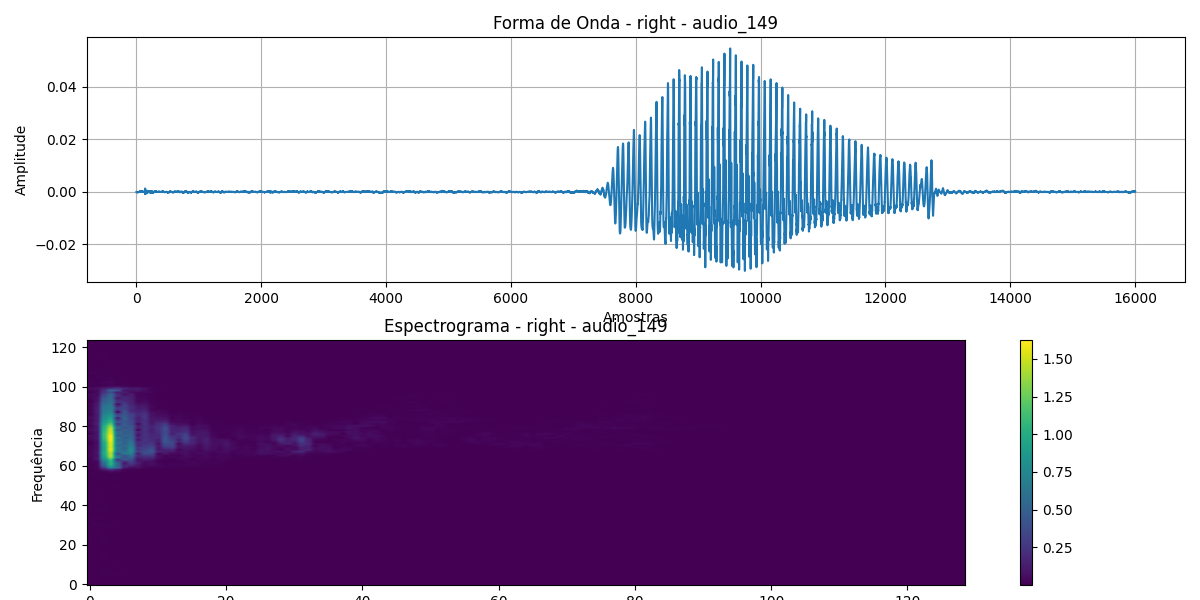 Forma de Onda - right - audio_149
Amplitude
0.04
0.02
0.00
−0.02
0 2000 4000 6000 8000 10000 12000 14000 16000
Amostras
Espectrograma - right - audio_149
Frequência
120
100
80
60
40
20
0
0 20 40 60 80 100 120
1.50
1.25
1.00
0.75
0.50
0.25